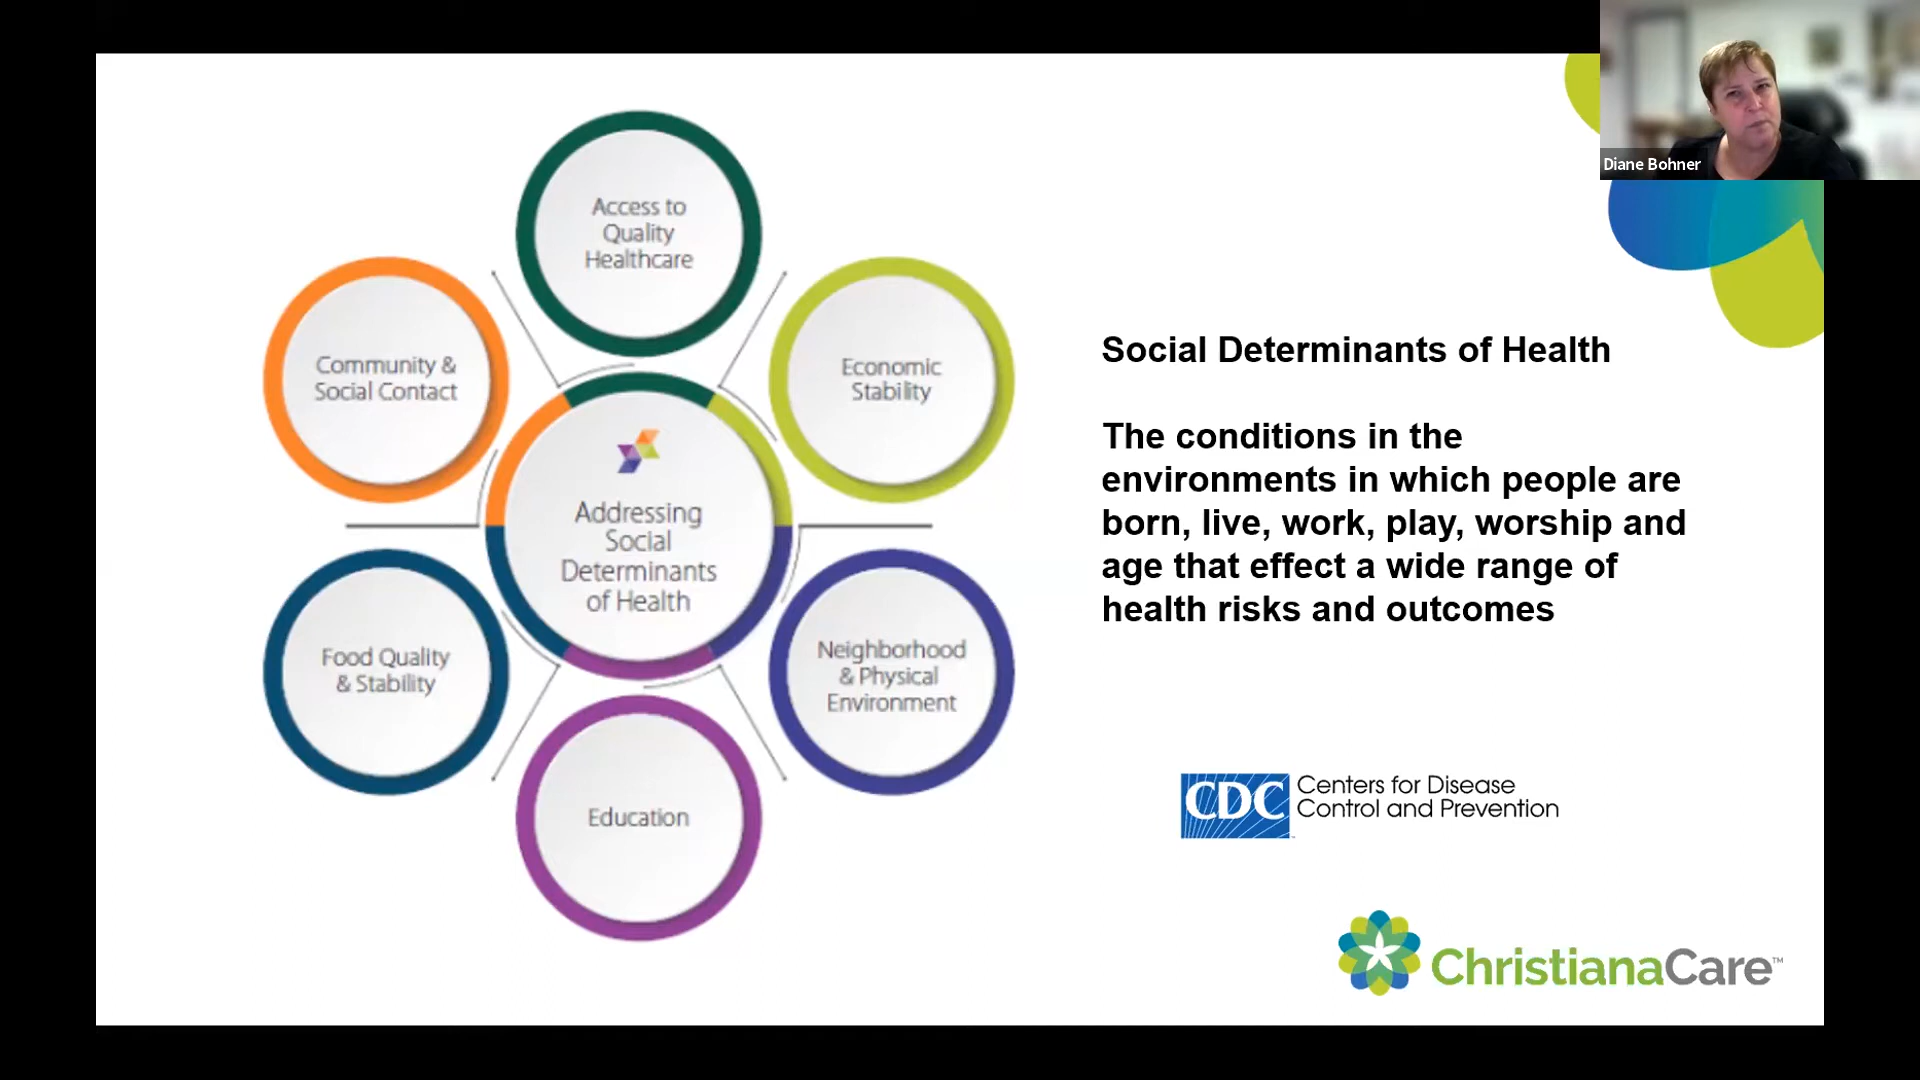 Diane Bohner
Access to
Quality
Healthcare
Community &
Social Contact
Economic
Stability
Addressing
Social
Determinants
of Health
Food Quality
& Stability
Neighborhood
& Physical
Environment
Education
Social Determinants of Health
The conditions in the
environments in which people are
born, live, work, play, worship and
age that effect a wide range of
health risks and outcomes
CDC
Centers for Disease
Control and Prevention
ChristianaCare™